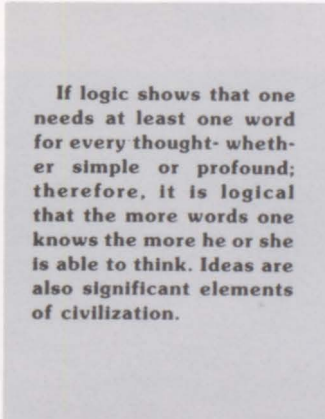 If logic shows that one
needs at least one word
for every thought- wheth-
er simple or profound;
therefore, it is logical
that the more words one
knows the more he or she
is able to think. Ideas are
also significant elements
of civilization.